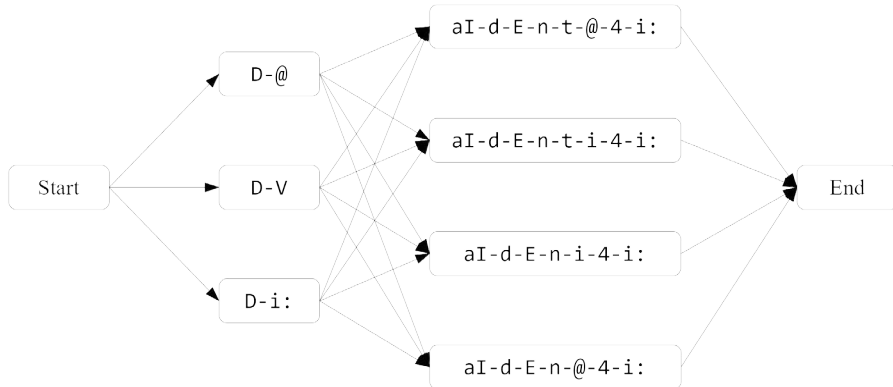 Start
D-@
D-V
D-i:
aI-d-E-n-t-@-4-i:
aI-d-E-n-t-i-4-i:
aI-d-E-n-i-4-i:
aI-d-E-n-@-4-i:
End